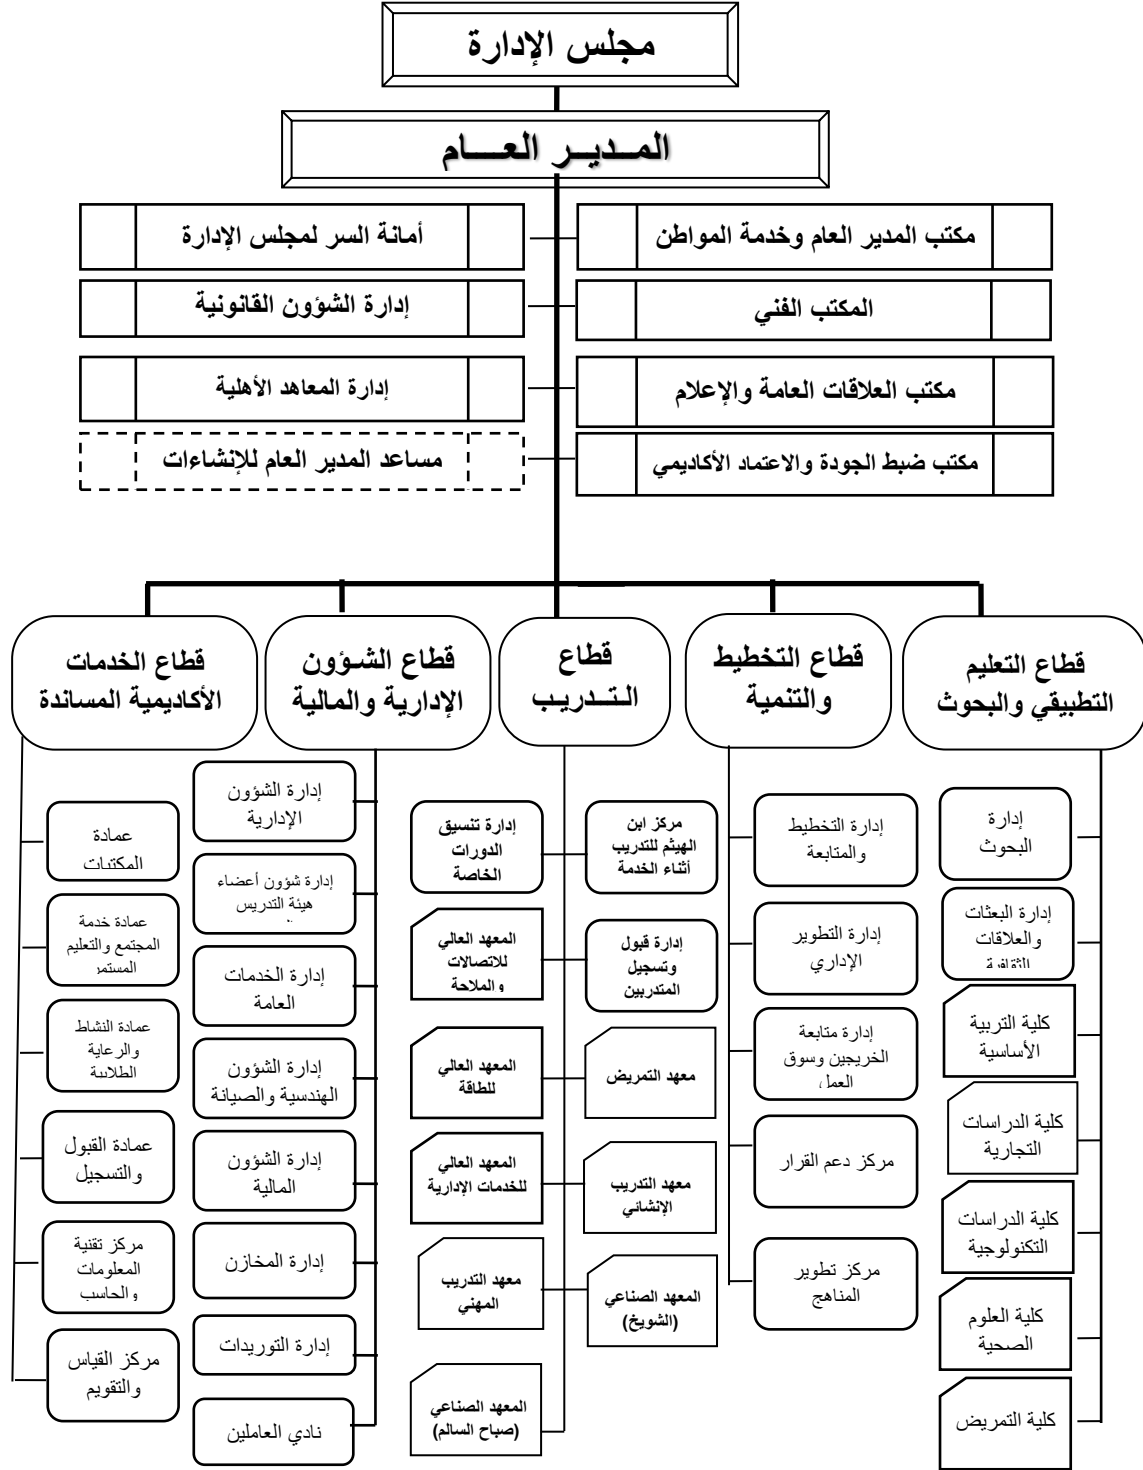 مجلس الإدارة
المـديـر العـــام
مكتب المدير العام وخدمة المواطن
أمانة السر لمجلس الإدارة
المكتب الفني
إدارة الشؤون القانونية
مكتب العلاقات العامة والإعلام
إدارة المعاهد الأهلية
مكتب ضبط الجودة والاعتماد الأكاديمي
مساعد المدير العام للإنشاءات
قطاع التعليم
التطبيقي والبحوث
قطاع التخطيط
والتنمية
قطاع
التـدريـب
قطاع الشؤون
الإدارية والمالية
قطاع الخدمات
الأكاديمية المساندة
إدارة
البحوث
إدارة البعثات
والعلاقات
الثقافية
كلية التربية
الأساسية
كلية الدراسات
التجارية
كلية الدراسات
التكنولوجية
كلية العلوم
الصحية
كلية التمريض
إدارة التخطيط
والمتابعة
إدارة التطوير
الإداري
إدارة متابعة
الخريجين وسوق
العمل
مركز دعم القرار
مركز تطوير
المناهج
مركز ابن
الهيثم للتدريب
أثناء الخدمة
إدارة قبول
وتسجيل
المتدربين
معهد التمريض
معهد التدريب
الإنشائي
المعهد الصناعي
(الشويخ)
إدارة تنسيق
الدورات
الخاصة
المعهد العالي
للاتصالات
والملاحة
المعهد العالي
للطاقة
المعهد العالي
للخدمات الإدارية
معهد التدريب
المهني
المعهد الصناعي
(صباح السالم)
إدارة الشؤون
الإدارية
إدارة شؤون أعضاء
هيئة التدريس
إدارة الخدمات
العامة
إدارة الشؤون
الهندسية والصيانة
إدارة الشؤون
المالية
إدارة المخازن
إدارة التوريدات
نادي العاملين
عمادة
المكتبات
عمادة خدمة
المجتمع والتعليم
المستمر
عمادة النشاط
والرعاية
الطلابية
عمادة القبول
والتسجيل
مركز تقنية
المعلومات
والحاسب
مركز القياس
والتقويم